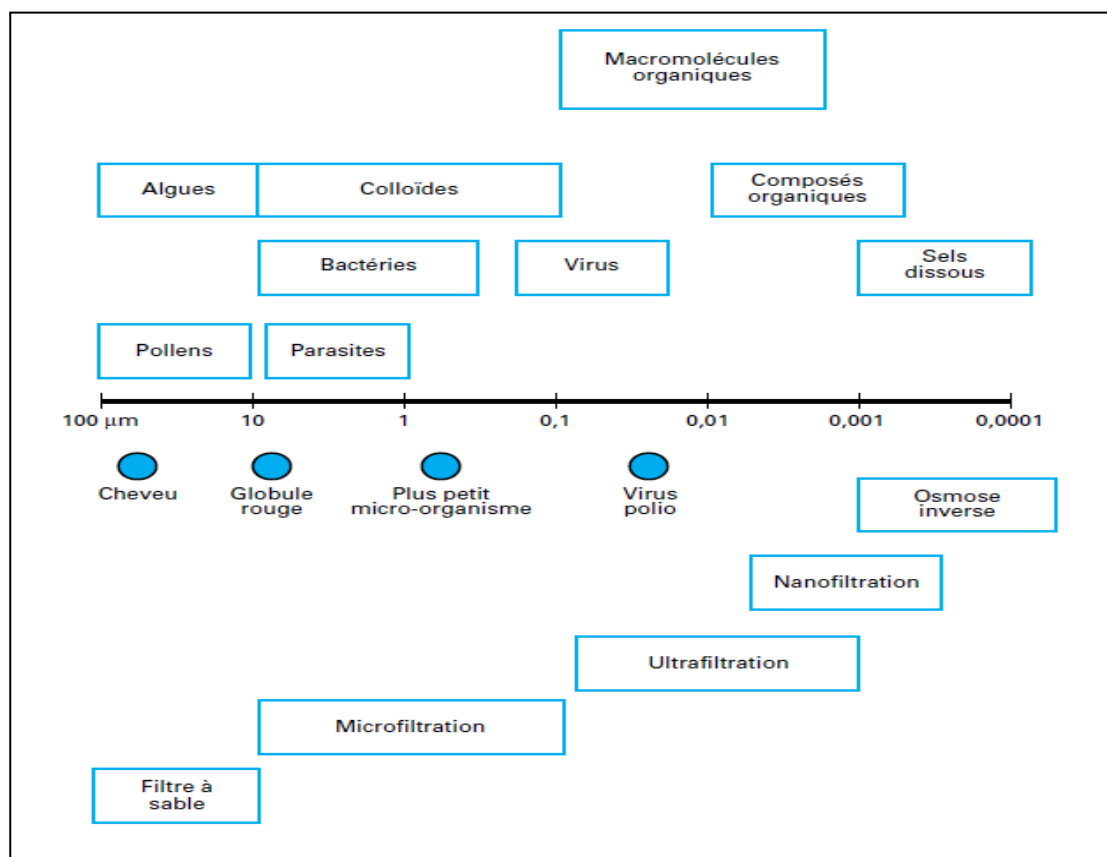 Macromolécules
organiques
Algues
Colloïdes
Composés
organiques
Bactéries
Virus
Sels
dissous
Pollens
Parasites
100 µm
10
1
0,1
0,01
0,001
0,0001
Cheveu
Globule
rouge
Plus petit
micro-organisme
Virus
polio
Osmose
inverse
Nanofiltration
Ultrafiltration
Microfiltration
Filtre à
sable